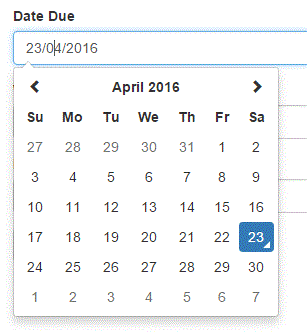 Date Due
23/04/2016
April 2016
Su Mo Tu We Th Fr Sa
27 28 29 30 31 1 2
3 4 5 6 7 8 9
10 11 12 13 14 15 16
17 18 19 20 21 22 23
24 25 26 27 28 29 30
1 2 3 4 5 6 7